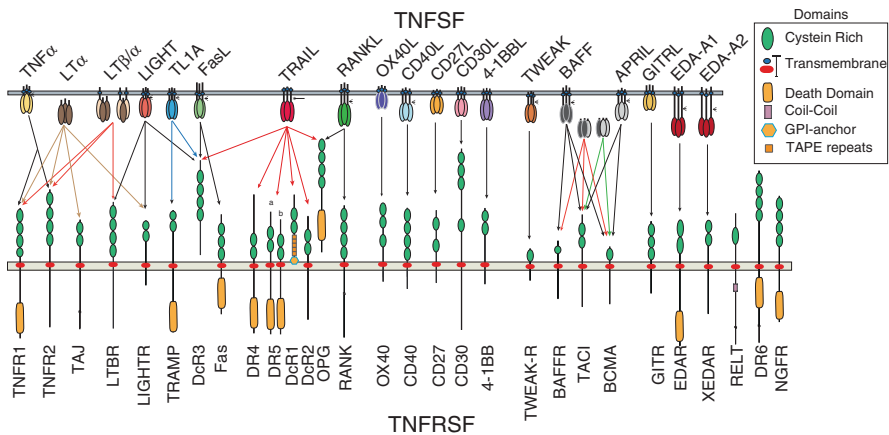 TNFSF
TNFα
LTα
LTβ/α
LIGHT
TL1A
FasL
TRAIL
RANKL
OX40L
CD40L
CD27L
CD30L
4-1BBL
TWEAK
BAFF
APRIL
GITRL
EDA-A1
EDA-A2
Domains
Cystein Rich
Transmembrane
Death Domain
Coil-Coil
GPI-anchor
TAPE repeats
a
b
TNFR1
TNFR2
TAJ
LTBR
LIGHTR
TRAMP
DcR3
Fas
DR4
DR5
DcR1
DcR2
OPG
RANK
OX40
CD40
CD27
CD30
4-1BB
TWEAK-R
BAFFR
TACI
BCMA
GITR
EDAR
XEDAR
RELT
DR6
NGFR
TNFRSF